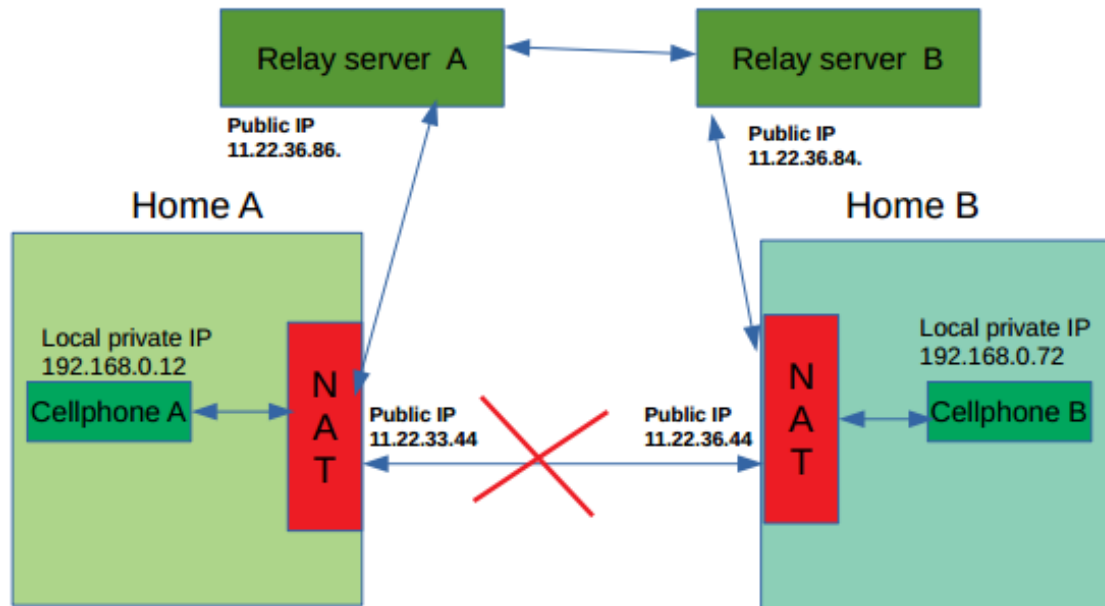 Relay server A
Relay server B
Public IP
11.22.36.86.
Public IP
11.22.36.84.
Home A
Home B
Local private IP
192.168.0.12
Cellphone A
N
A
T
Public IP
11.22.33.44
Public IP
11.22.36.44
N
A
T
Local private IP
192.168.0.72
Cellphone B